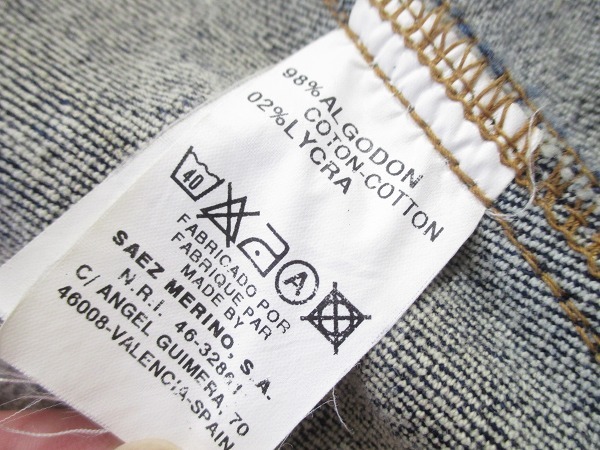 98% ALGODON
COTON-COTTON
02% LYCRA
40
A
FABRICADO POR
FABRIQUE PAR
MADE BY
SAEZ MERINO, S.A.
N.R.I. 46-328
C/ ANGEL GUIMERA, 70
46008-VALENCIA-SPAIN